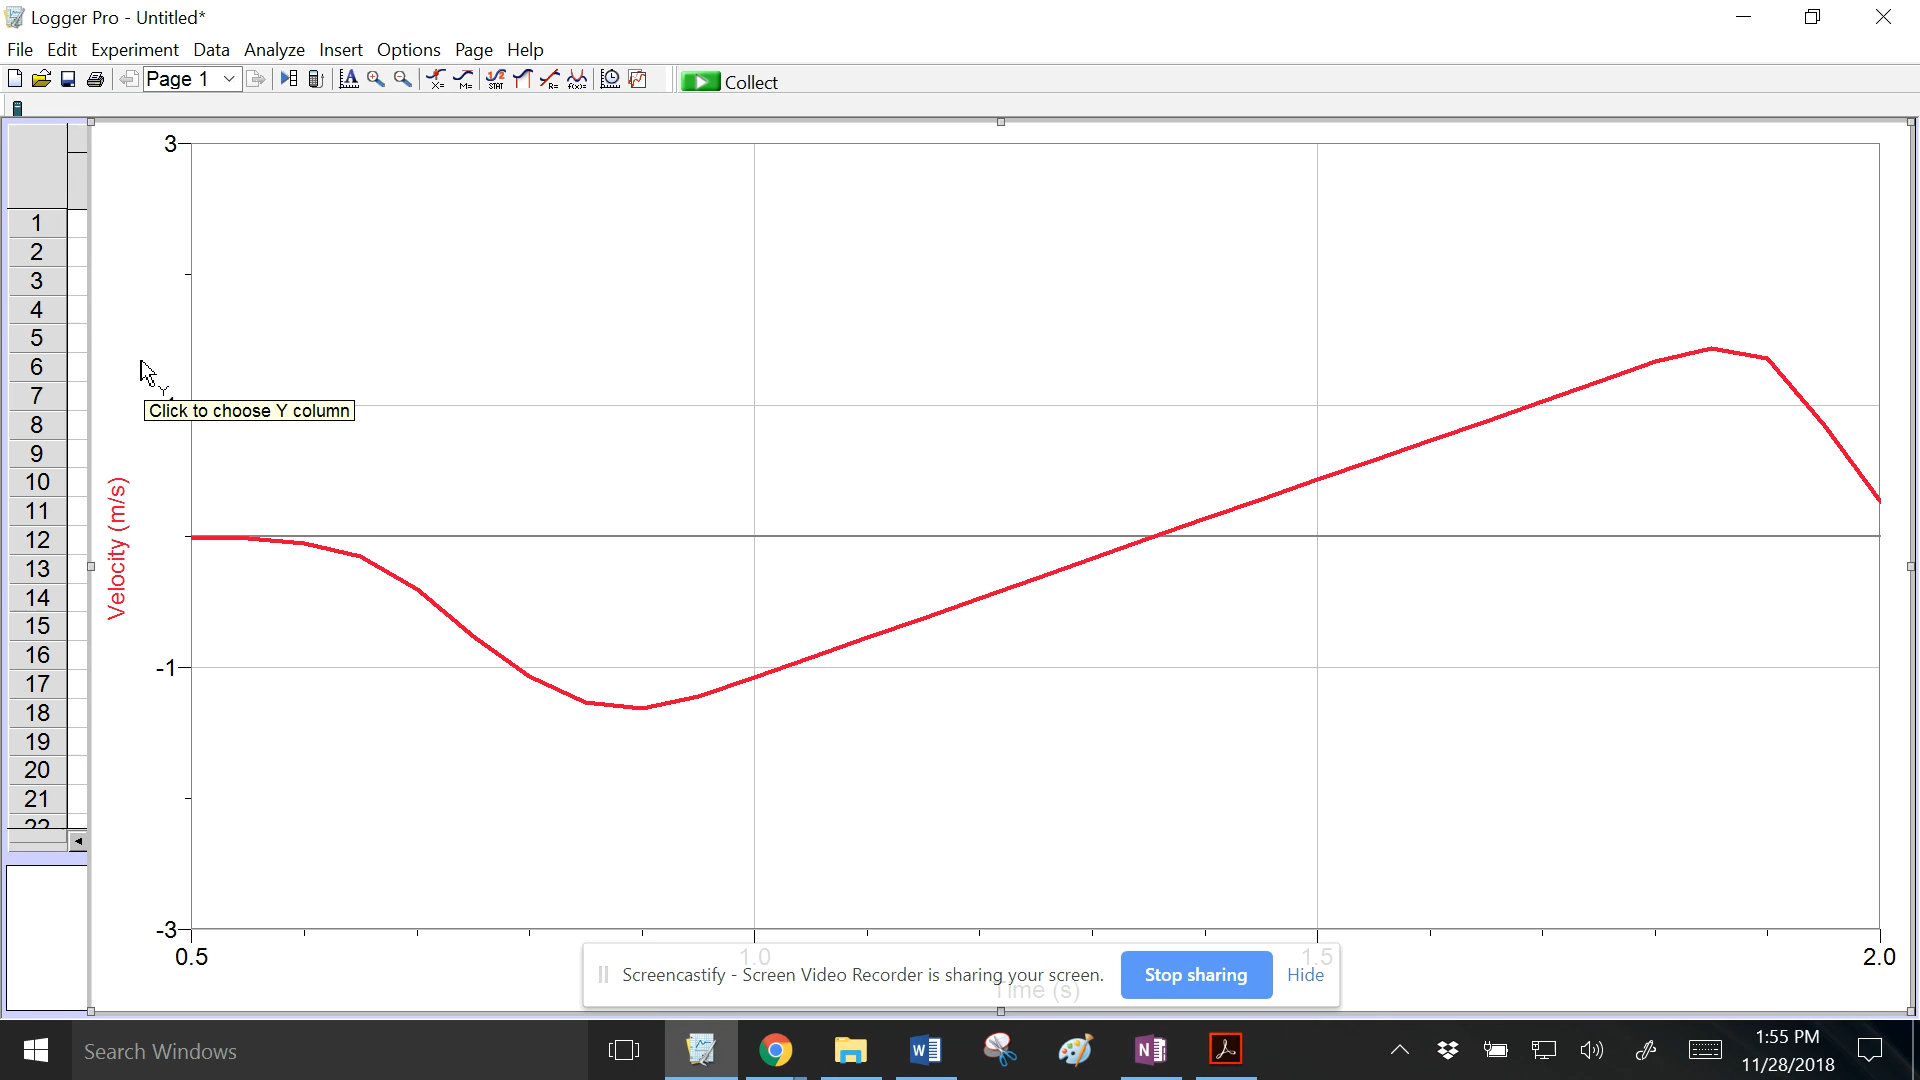 Logger Pro - Untitled*
File Edit Experiment Data Analyze Insert Options Page Help
Page 1
Collect
3
1
2
3
4
5
6
7
8
9
10
11
12
13
14
15
16
17
18
19
20
21
22
Click to choose Y column
Velocity (m/s)
-1
-3
0.5 1.0 1.5 2.0
Time (s)
Screencastify - Screen Video Recorder is sharing your screen. Stop sharing Hide
Search Windows
1:55 PM
11/28/2018